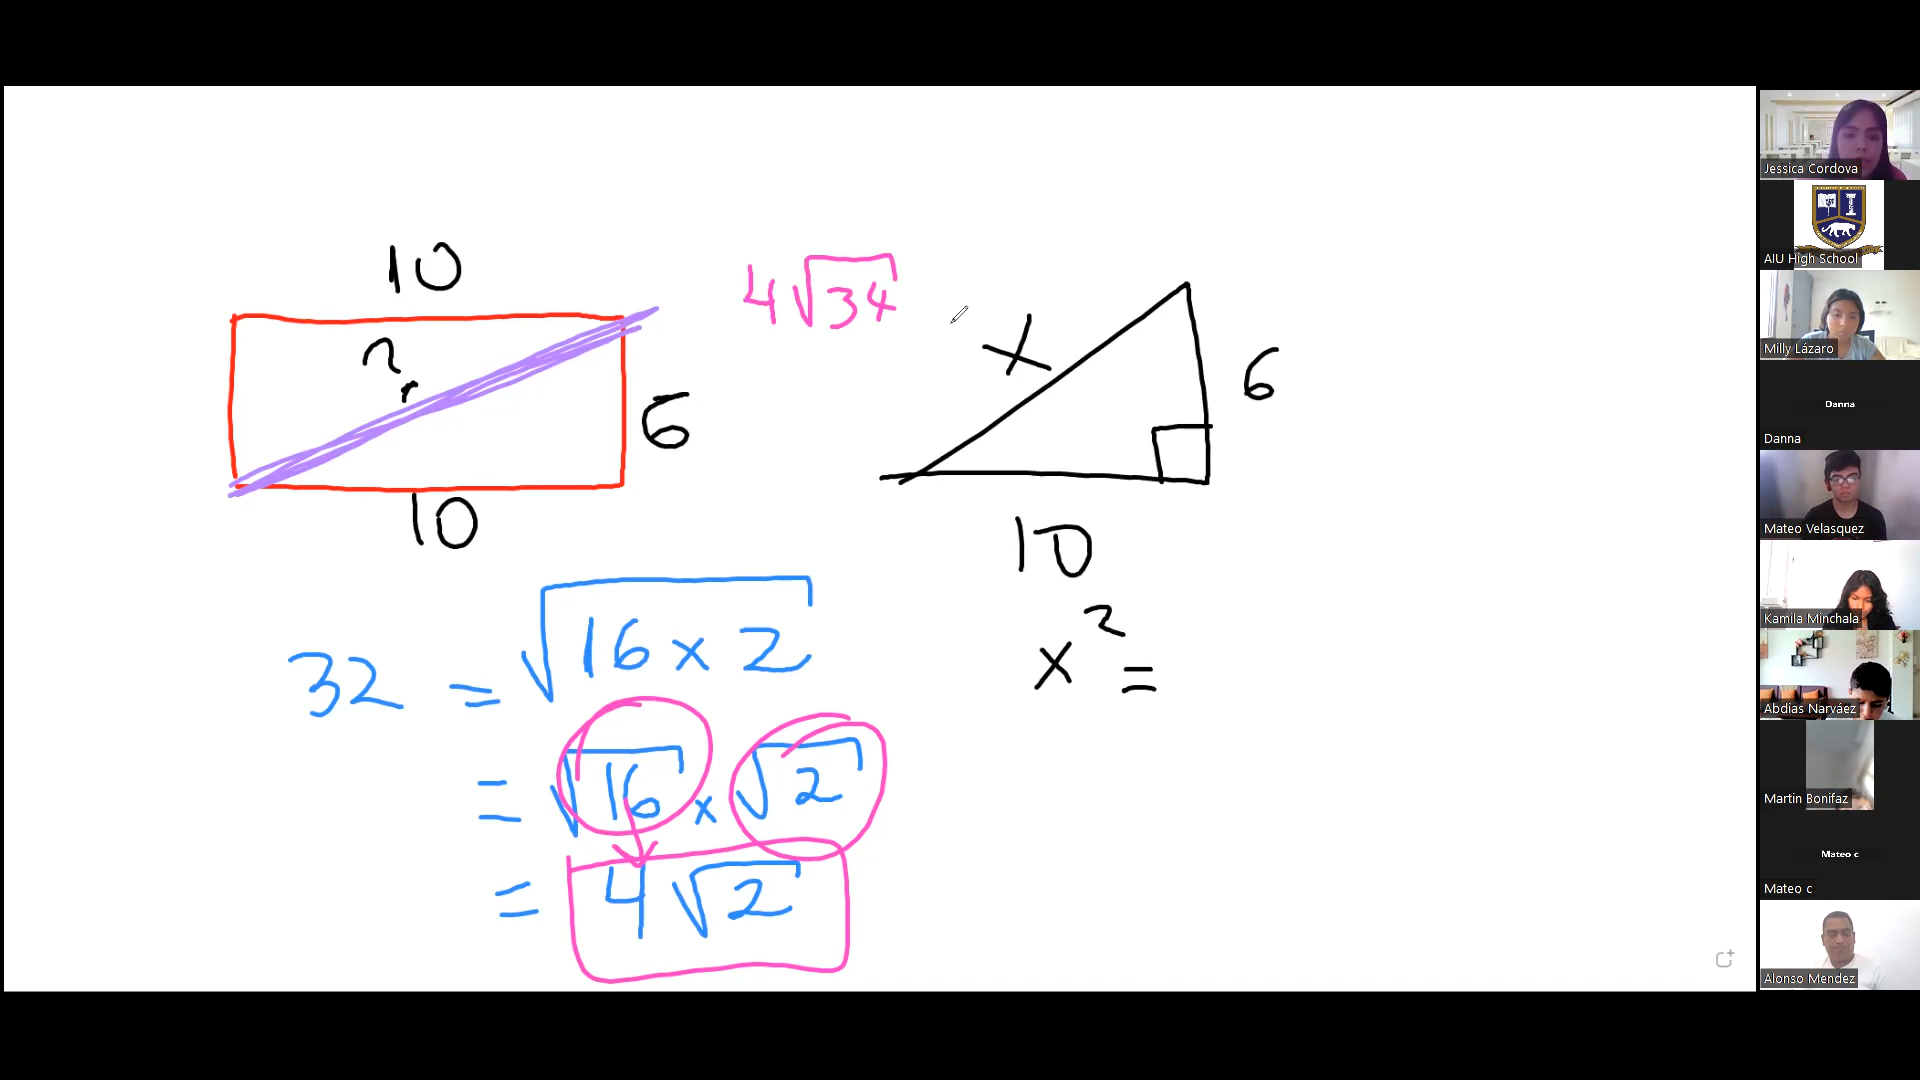 10
4√34
?
x
6
6
10
10
32 = √16 x 2
x² =
= √16 x √2
= 4√2
Jessica Cordova
AIU High School
Milly Lázaro
Danna
Danna
Mateo Velasquez
Kamila Minchala
Abdias Narváez
Martin Bonifaz
Mateo c
Mateo c
Alonso Mendez